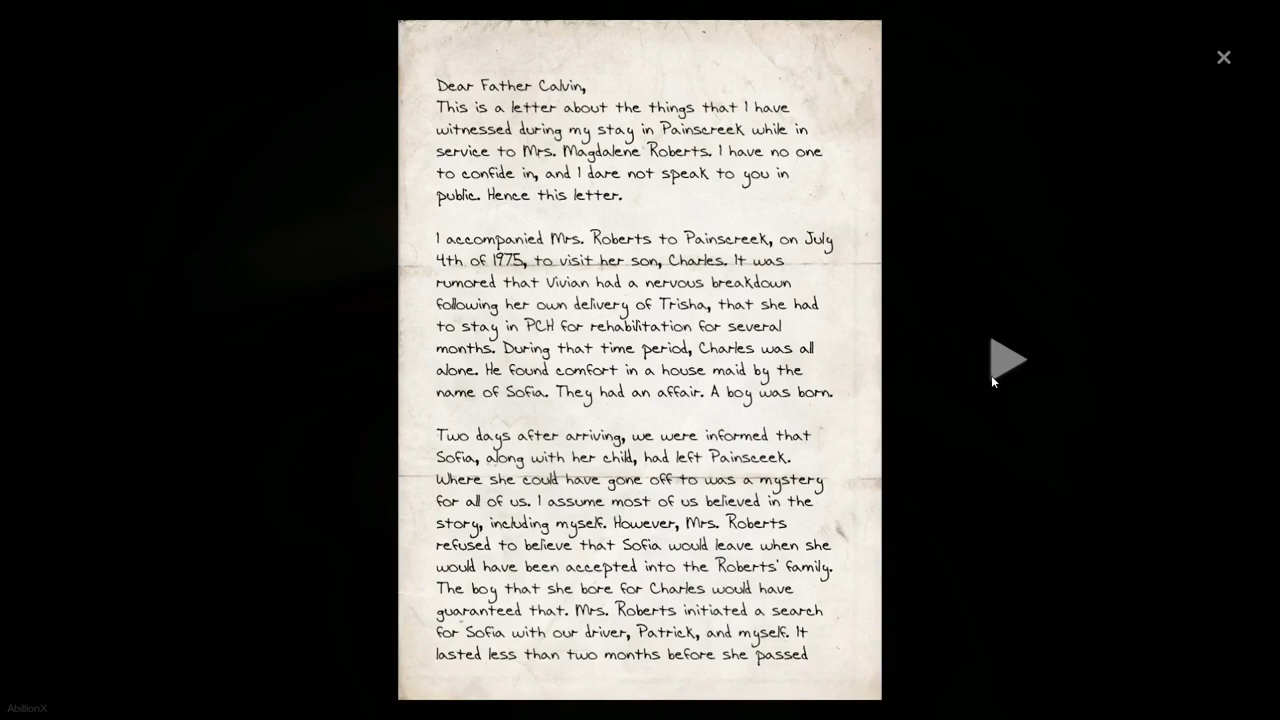 Dear Father Calvin,
This is a letter about the things that I have
witnessed during my stay in Painscreek while in
service to Mrs. Magdalene Roberts. I have no one
to confide in, and I dare not speak to you in
public. Hence this letter.
I accompanied Mrs. Roberts to Painscreek, on July
4th of 1975, to visit her son, Charles. It was
rumored that Vivian had a nervous breakdown
following her own delivery of Trisha, that she had
to stay in PCH for rehabilitation for several
months. During that time period, Charles was all
alone. He found comfort in a house maid by the
name of Sofia. They had an affair. A boy was born.
Two days after arriving, we were informed that
Sofia, along with her child, had left Painsceek.
Where she could have gone off to was a mystery
for all of us. I assume most of us believed in the
story, including myself. However, Mrs. Roberts
refused to believe that Sofia would leave when she
would have been accepted into the Roberts' family.
The boy that she bore for Charles would have
guaranteed that. Mrs. Roberts initiated a search
for Sofia with our driver, Patrick, and myself. It
lasted less than two months before she passed
AbillionX